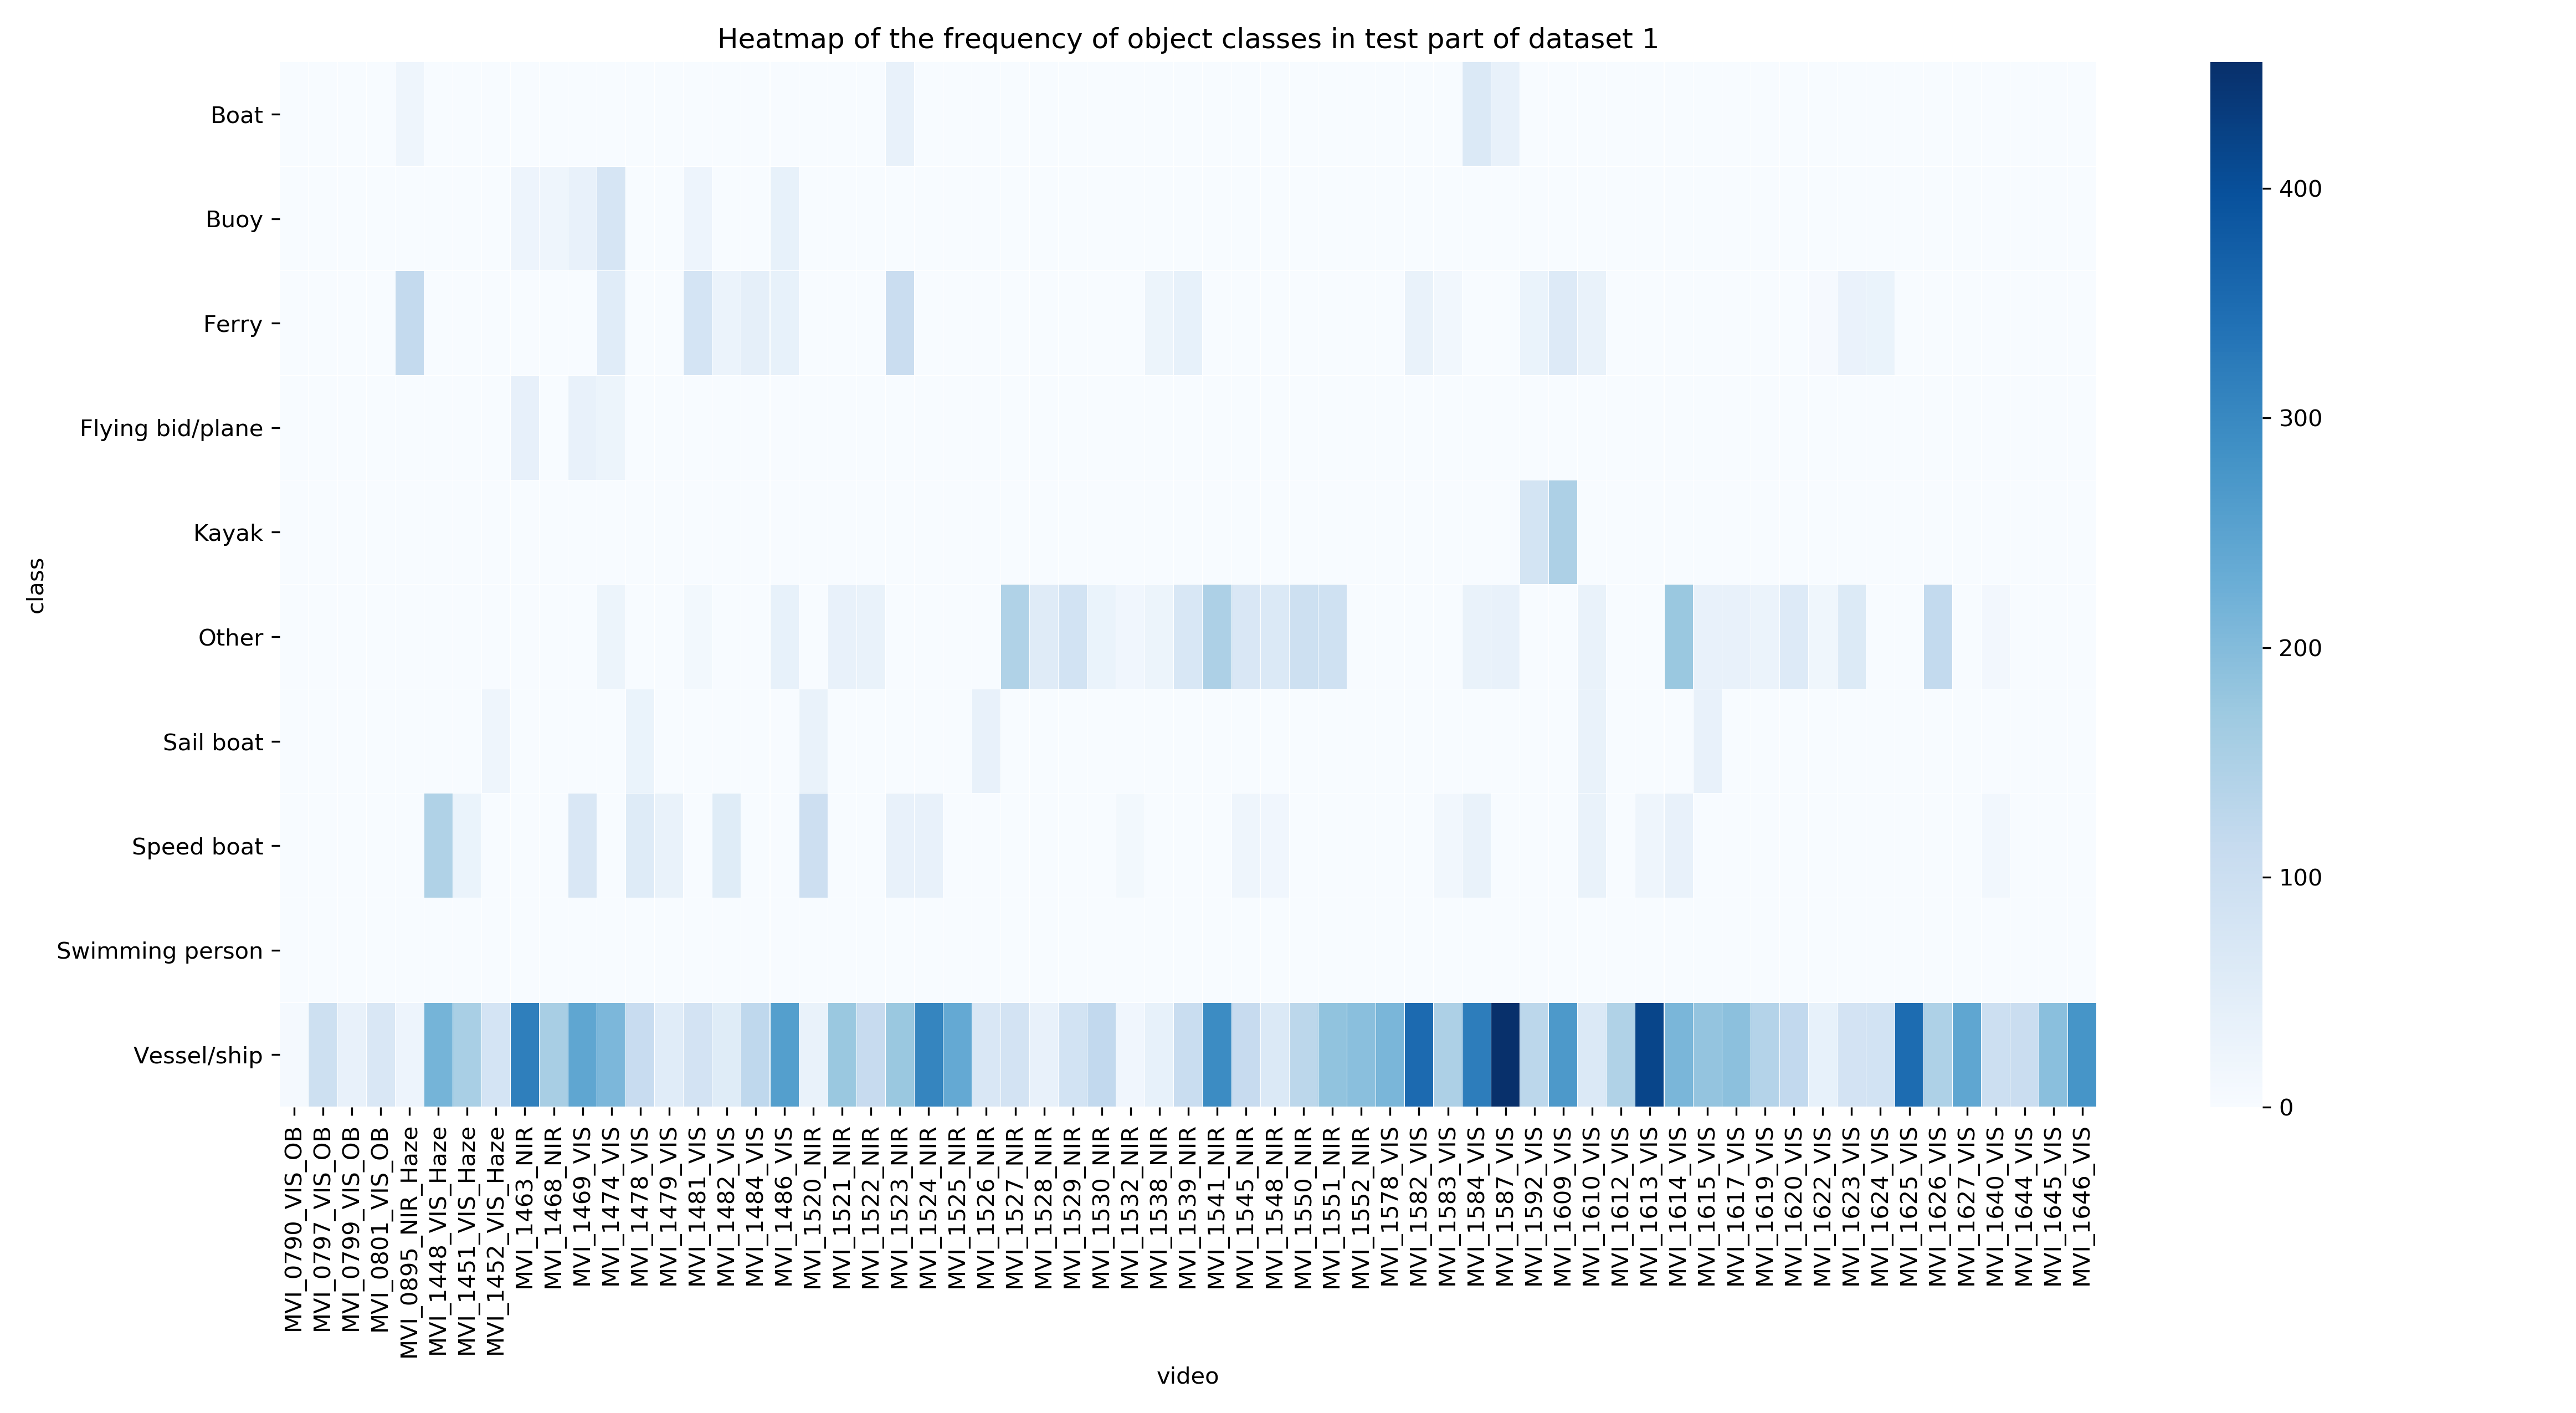 Heatmap of the frequency of object classes in test part of dataset 1
class
Boat
Buoy
Ferry
Flying bid/plane
Kayak
Other
Sail boat
Speed boat
Swimming person
Vessel/ship
MVI_0790_VIS_OB
MVI_0797_VIS_OB
MVI_0799_VIS_OB
MVI_0801_VIS_OB
MVI_0895_NIR_Haze
MVI_1448_VIS_Haze
MVI_1451_VIS_Haze
MVI_1452_VIS_Haze
MVI_1463_NIR
MVI_1468_NIR
MVI_1469_VIS
MVI_1474_VIS
MVI_1478_VIS
MVI_1479_VIS
MVI_1481_VIS
MVI_1482_VIS
MVI_1484_VIS
MVI_1486_VIS
MVI_1520_NIR
MVI_1521_NIR
MVI_1522_NIR
MVI_1523_NIR
MVI_1524_NIR
MVI_1525_NIR
MVI_1526_NIR
MVI_1527_NIR
MVI_1528_NIR
MVI_1529_NIR
MVI_1530_NIR
MVI_1532_NIR
MVI_1538_NIR
MVI_1539_NIR
MVI_1541_NIR
MVI_1545_NIR
MVI_1548_NIR
MVI_1550_NIR
MVI_1551_NIR
MVI_1552_NIR
MVI_1578_VIS
MVI_1582_VIS
MVI_1583_VIS
MVI_1584_VIS
MVI_1587_VIS
MVI_1592_VIS
MVI_1609_VIS
MVI_1610_VIS
MVI_1612_VIS
MVI_1613_VIS
MVI_1614_VIS
MVI_1615_VIS
MVI_1617_VIS
MVI_1619_VIS
MVI_1620_VIS
MVI_1622_VIS
MVI_1623_VIS
MVI_1624_VIS
MVI_1625_VIS
MVI_1626_VIS
MVI_1627_VIS
MVI_1640_VIS
MVI_1644_VIS
MVI_1645_VIS
MVI_1646_VIS
video
400
300
200
100
0